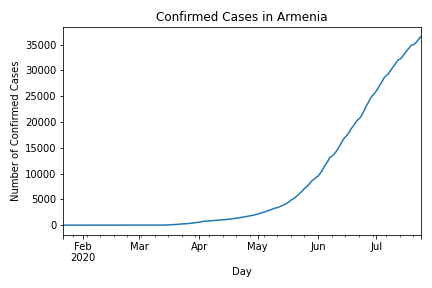 Confirmed Cases in Armenia
Number of Confirmed Cases
35000
30000
25000
20000
15000
10000
5000
0
Feb Mar Apr May Jun Jul
2020
Day